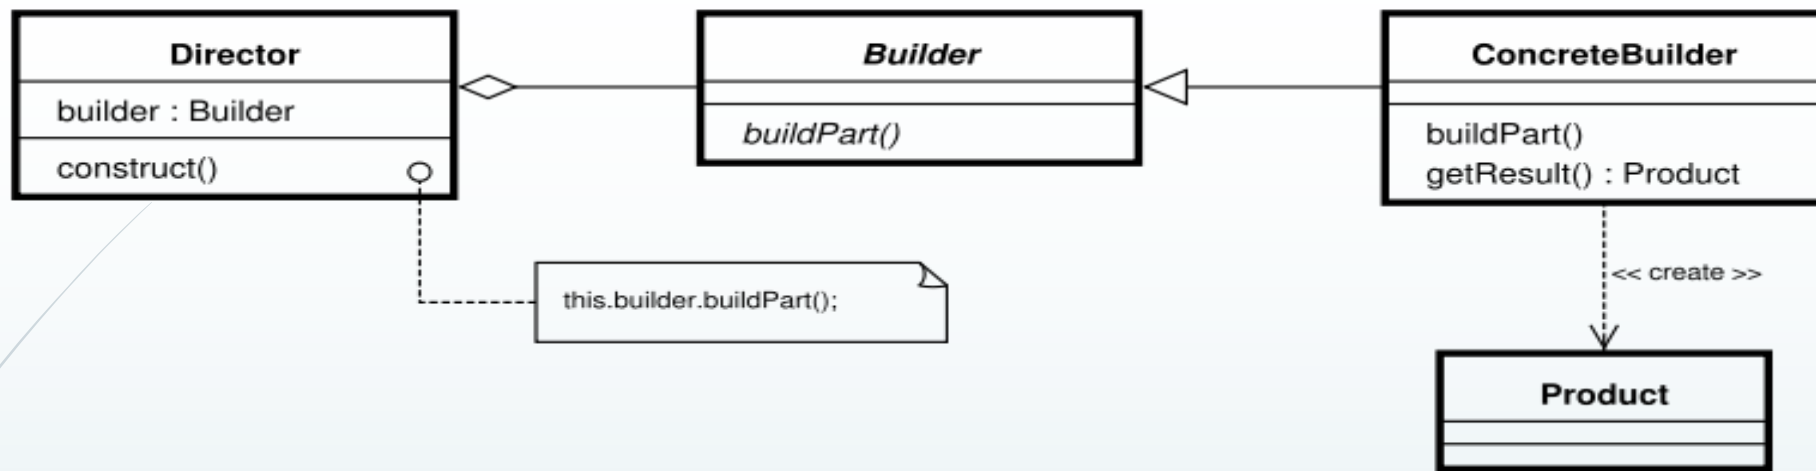 Director
builder : Builder
construct()
Builder
buildPart()
ConcreteBuilder
buildPart()
getResult() : Product
this.builder.buildPart();
<< create >>
Product